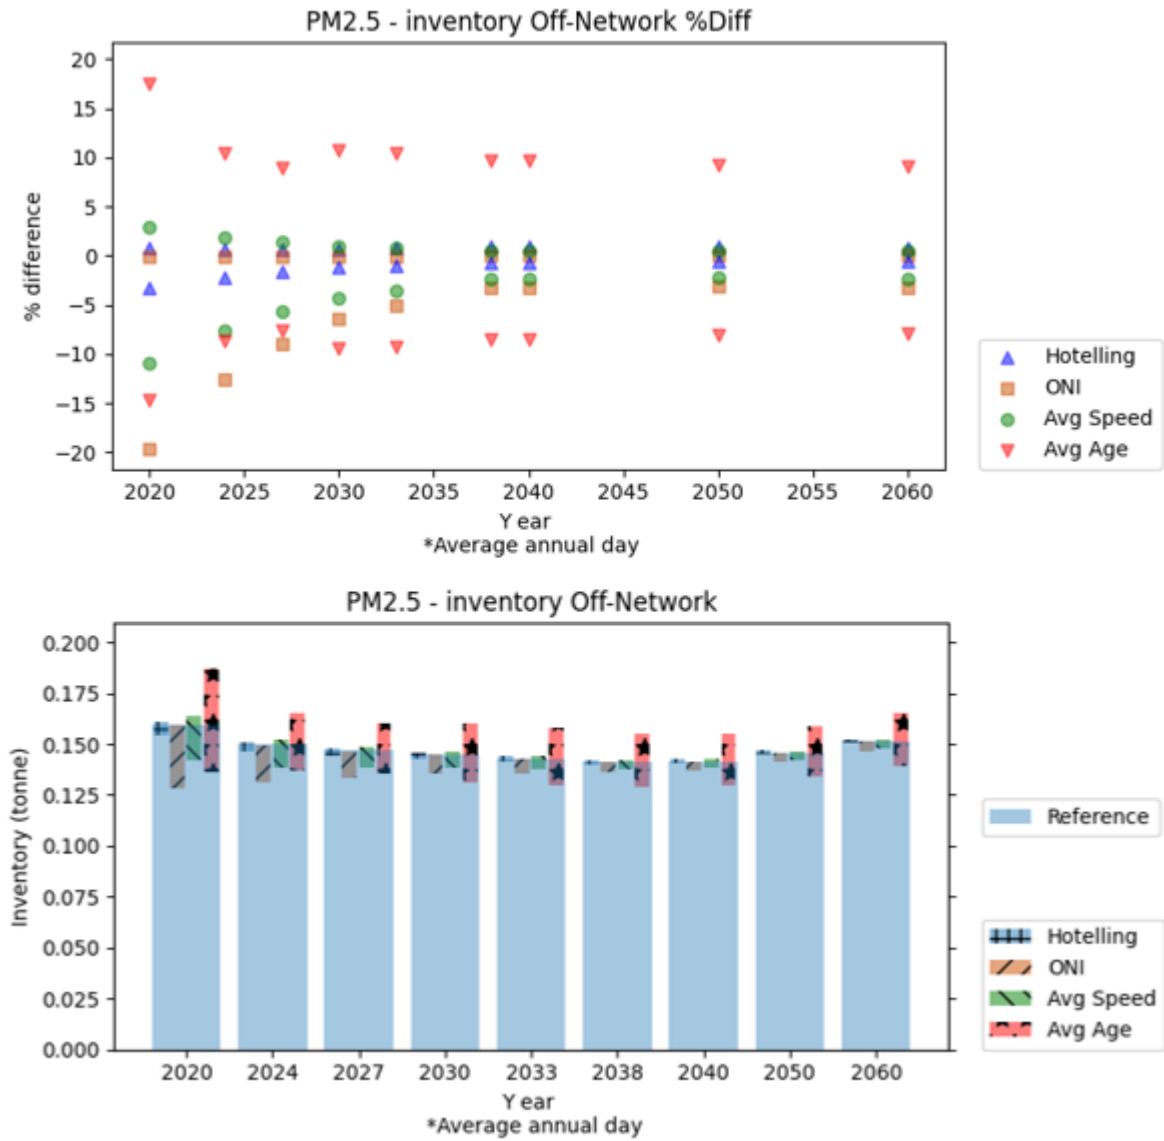 PM2.5 - inventory Off-Network %Diff
20
15
10
5
0
−5
−10
−15
−20
% difference
2020 2025 2030 2035 2040 2045 2050 2055 2060
Y ear
*Average annual day
Hotelling
ONI
Avg Speed
Avg Age
PM2.5 - inventory Off-Network
0.200
0.175
0.150
0.125
0.100
0.075
0.050
0.025
0.000
Inventory (tonne)
2020 2024 2027 2030 2033 2038 2040 2050 2060
Y ear
*Average annual day
Reference
Hotelling
ONI
Avg Speed
Avg Age